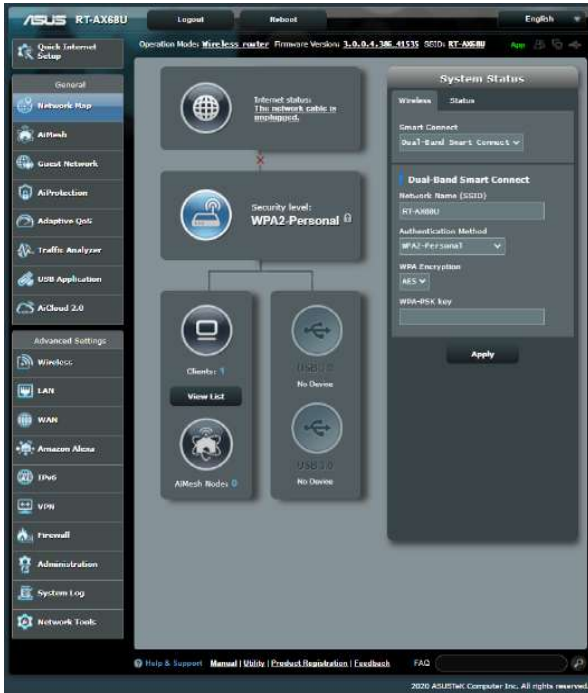 ASUS RT-AX68U
Logout
Reboot
English
Quick Internet
Setup
Operation Mode: Wireless router Firmware Version: 3.0.0.4.386_41535 SSID: RT-AX68U
App
General
Network Map
AiMesh
Guest Network
AiProtection
Adaptive QoS
Traffic Analyzer
USB Application
AiCloud 2.0
Advanced Settings
Wireless
LAN
WAN
Amazon Alexa
IPv6
VPN
Firewall
Administration
System Log
Network Tools
Internet status:
The network cable is
unplugged.
Security level:
WPA2-Personal
Clients: 1
View List
AiMesh Node: 0
USB 3.0
No Device
No Device
System Status
Wireless
Status
Smart Connect
Dual-Band Smart Connect
Dual-Band Smart Connect
Network Name (SSID)
RT-AX68U
Authentication Method
WPA2-Personal
WPA Encryption
AES
WPA-PSK key
Apply
Help & Support Manual | Utility | Product Registration | Feedback FAQ
2020 ASUSTeK Computer Inc. All rights reserved.